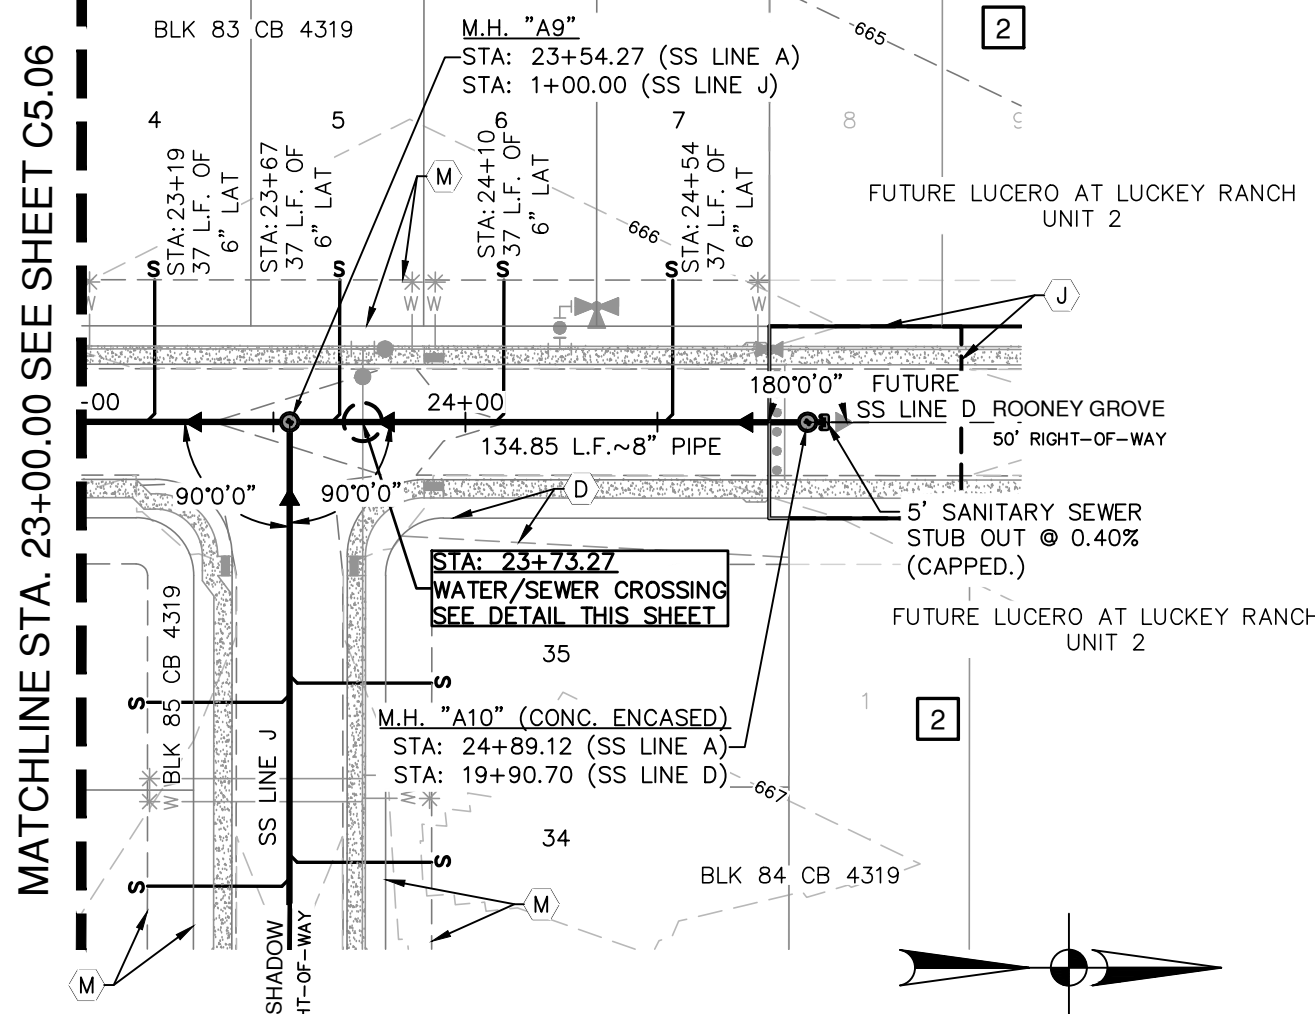 MATCHLINE STA. 23+00.00 SEE SHEET C5.06
BLK 83 CB 4319
M.H. "A9"
STA: 23+54.27 (SS LINE A)
STA: 1+00.00 (SS LINE J)
2
665
4
5
6
7
8
9
STA:23+19
37 L.F. OF
6" LAT
STA:23+67
37 L.F. OF
6" LAT
STA:24+10
37 L.F. OF
6" LAT
STA:24+54
37 L.F. OF
6" LAT
M
666
FUTURE LUCERO AT LUCKEY RANCH
UNIT 2
S
S
S
S
W
W
W
W
J
-00
24+00
134.85 L.F.~8" PIPE
180°0'0"
FUTURE
SS LINE D
ROONEY GROVE
50' RIGHT-OF-WAY
90°0'0"
90°0'0"
D
5' SANITARY SEWER
STUB OUT @ 0.40%
(CAPPED.)
STA: 23+73.27
WATER/SEWER CROSSING
SEE DETAIL THIS SHEET
FUTURE LUCERO AT LUCKEY RANCH
UNIT 2
BLK 85 CB 4319
35
S
S
1
2
M.H. "A10" (CONC. ENCASED)
STA: 24+89.12 (SS LINE A)
STA: 19+90.70 (SS LINE D)
667
SS LINE J
W
W
34
S
S
BLK 84 CB 4319
M
M
SHADOW
HT-OF-WAY